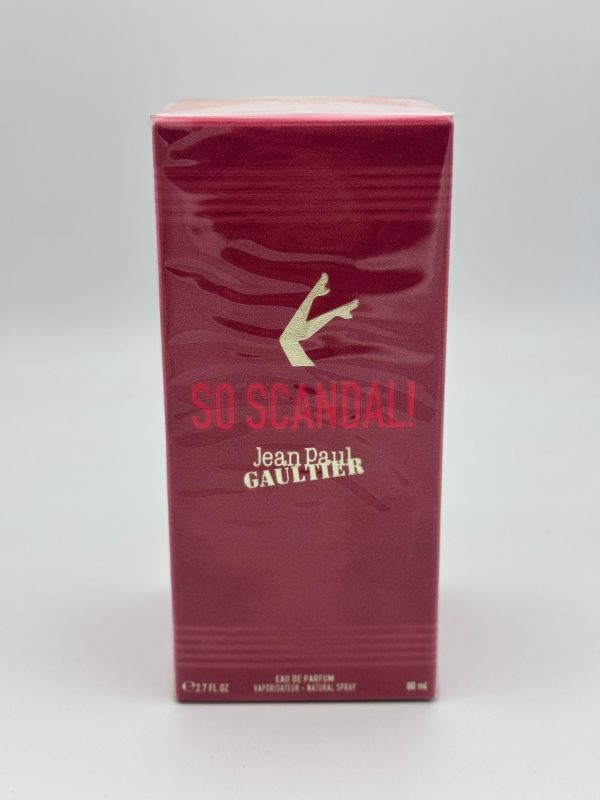 SO SCANDAL!
Jean Paul
GAULTIER
EAU DE PARFUM
℮ 2.7 FL OZ VAPORISATEUR - NATURAL SPRAY 80 ml